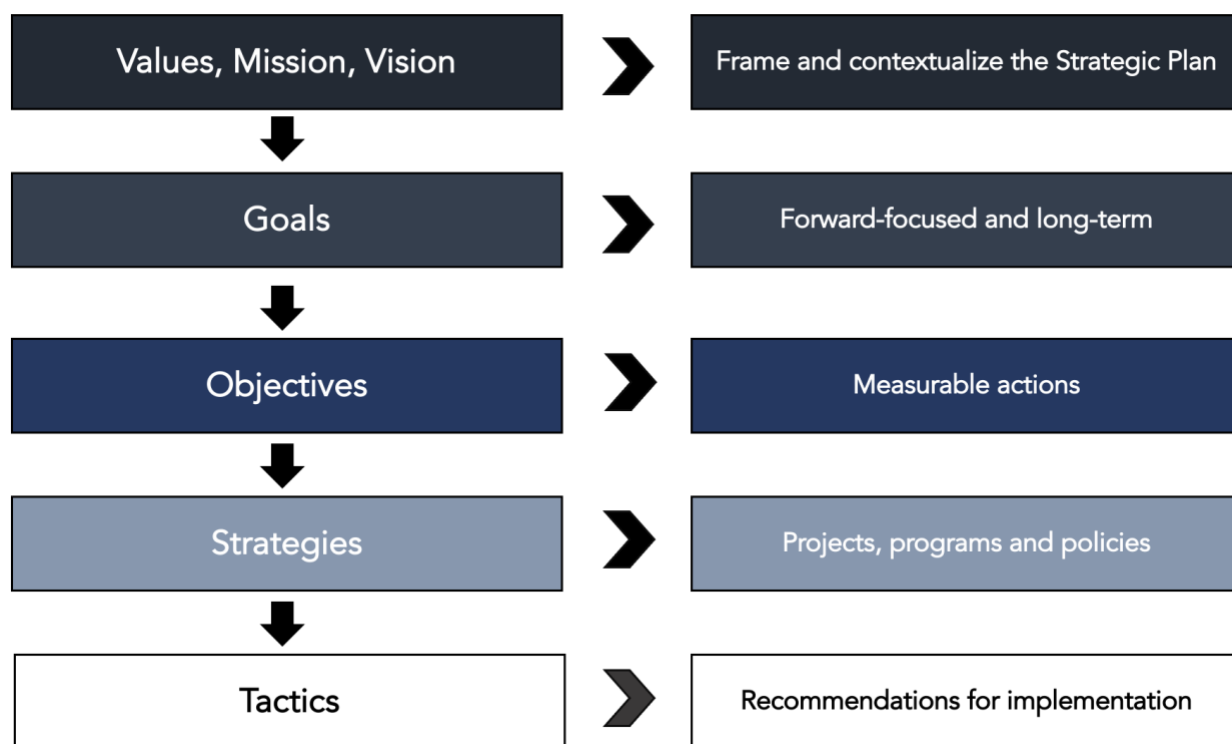 Values, Mission, Vision
Frame and contextualize the Strategic Plan
Goals
Forward-focused and long-term
Objectives
Measurable actions
Strategies
Projects, programs and policies
Tactics
Recommendations for implementation